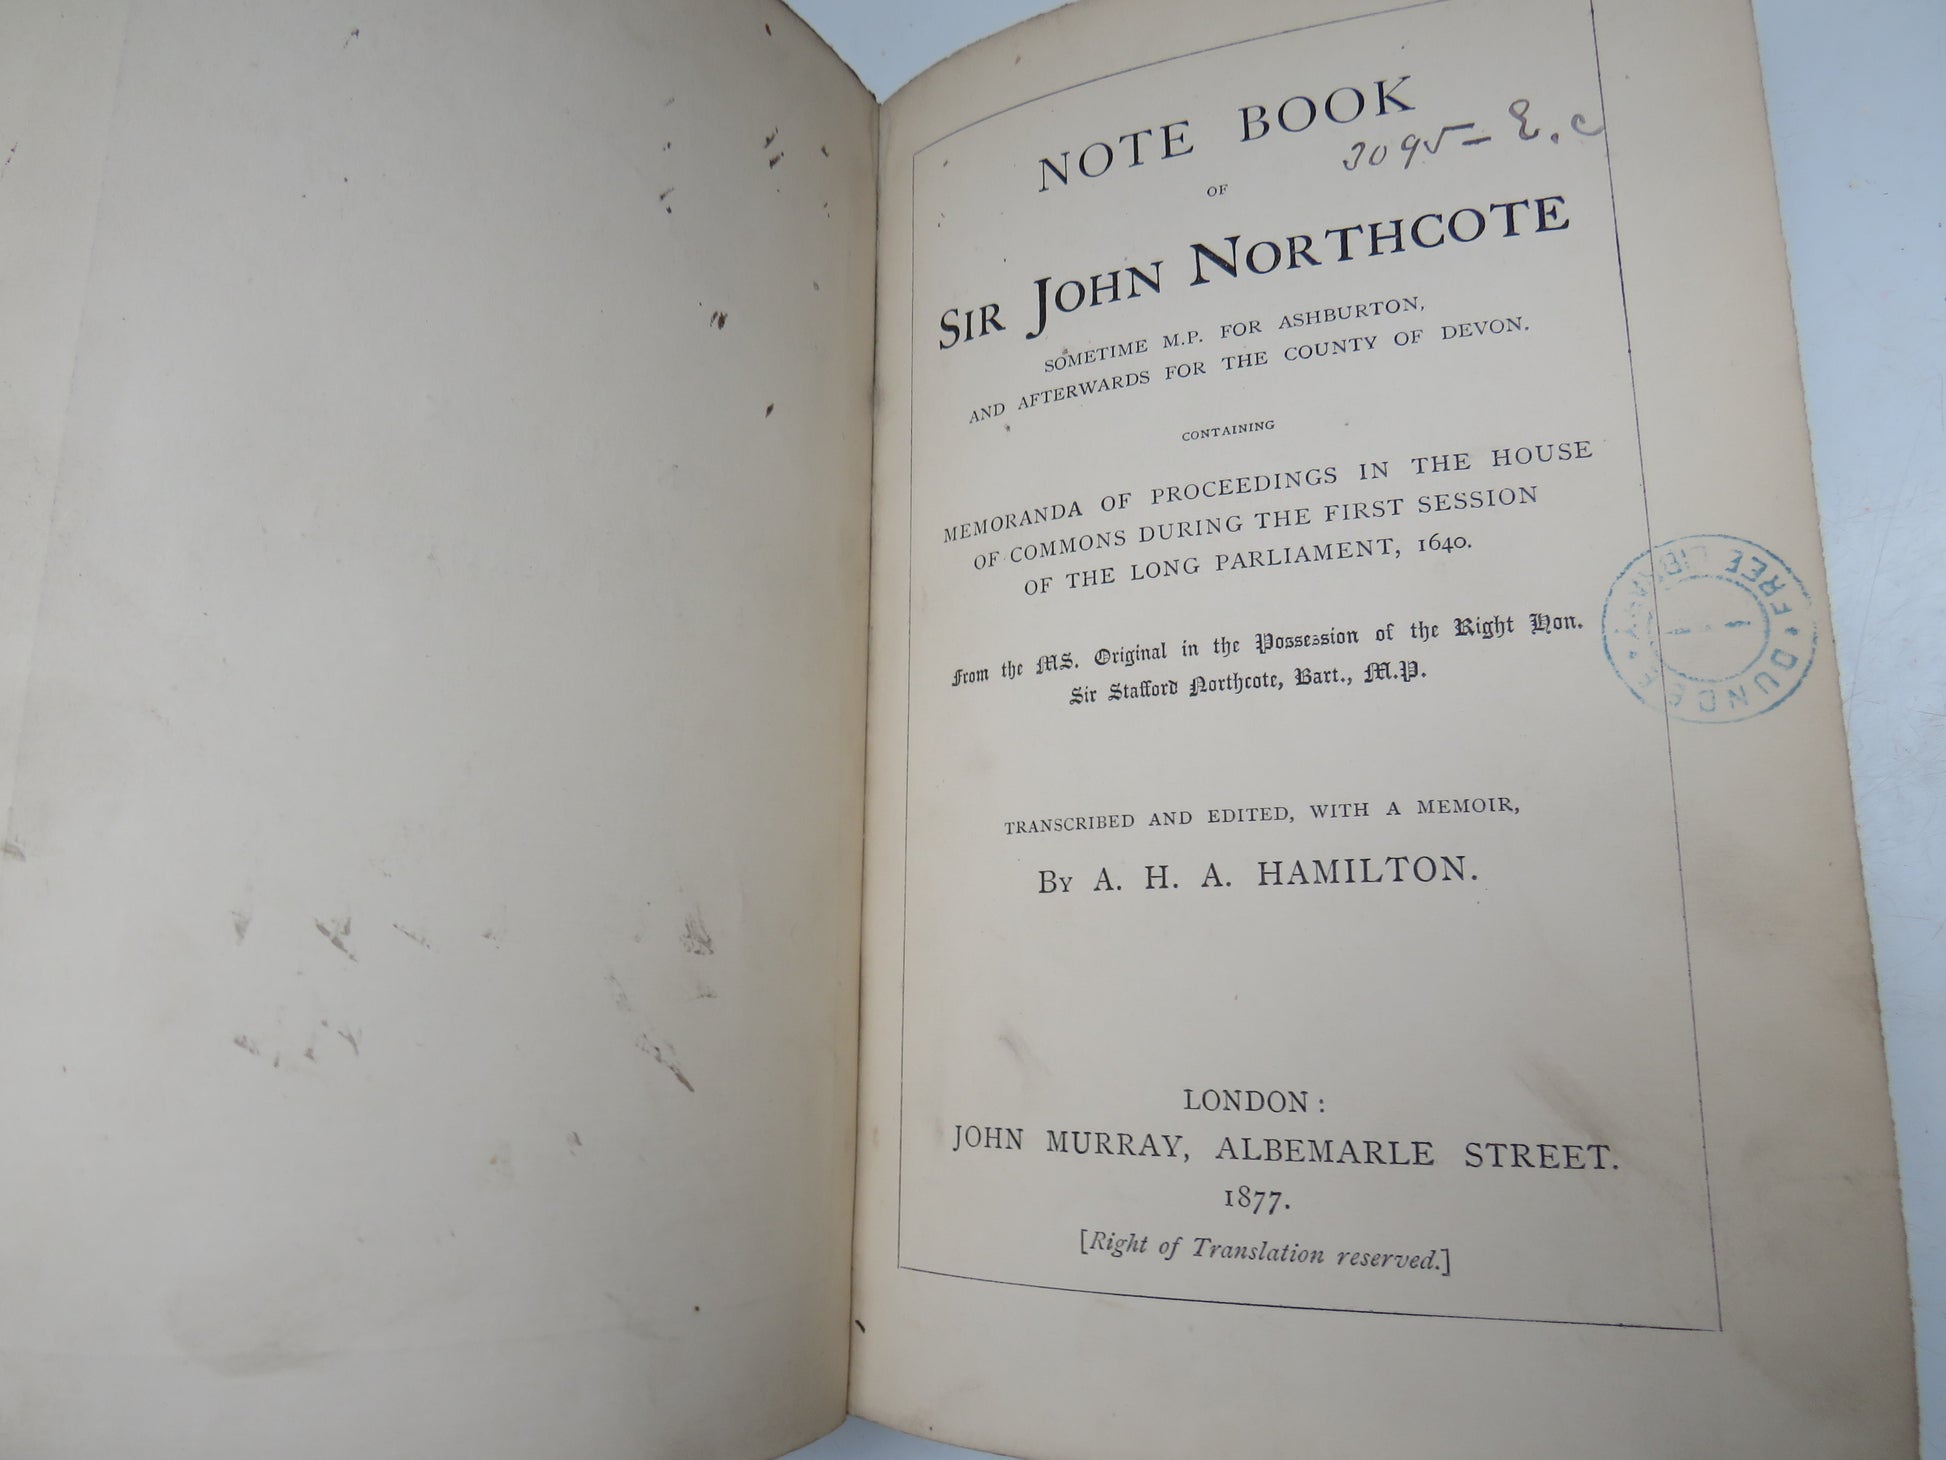 NOTE BOOK
3095 - E.C
OF
SIR JOHN NORTHCOTE
SOMETIME M.P. FOR ASHBURTON,
AND AFTERWARDS FOR THE COUNTY OF DEVON.
CONTAINING
MEMORANDA OF PROCEEDINGS IN THE HOUSE
OF COMMONS DURING THE FIRST SESSION
OF THE LONG PARLIAMENT, 1640.
From the MS. Original in the Possession of the Right Hon.
Sir Stafford Northcote, Bart., M.P.
DUNDEE • FREE LIBRARY •
TRANSCRIBED AND EDITED, WITH A MEMOIR,
BY A. H. A. HAMILTON.
LONDON:
JOHN MURRAY, ALBEMARLE STREET.
1877.
[Right of Translation reserved.]